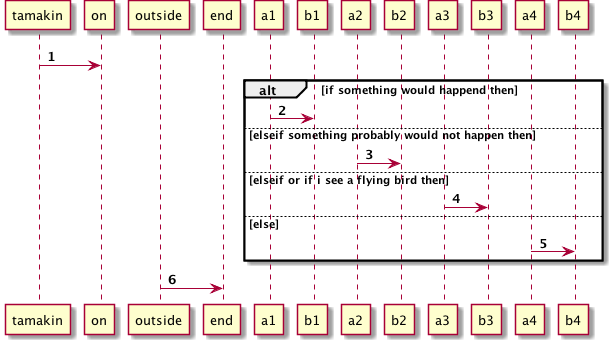 tamakin on outside end a1 b1 a2 b2 a3 b3 a4 b4
1
alt [if something would happend then]
2
[elseif something probably would not happen then]
3
[elseif or if i see a flying bird then]
4
[else]
5
6
tamakin on outside end a1 b1 a2 b2 a3 b3 a4 b4